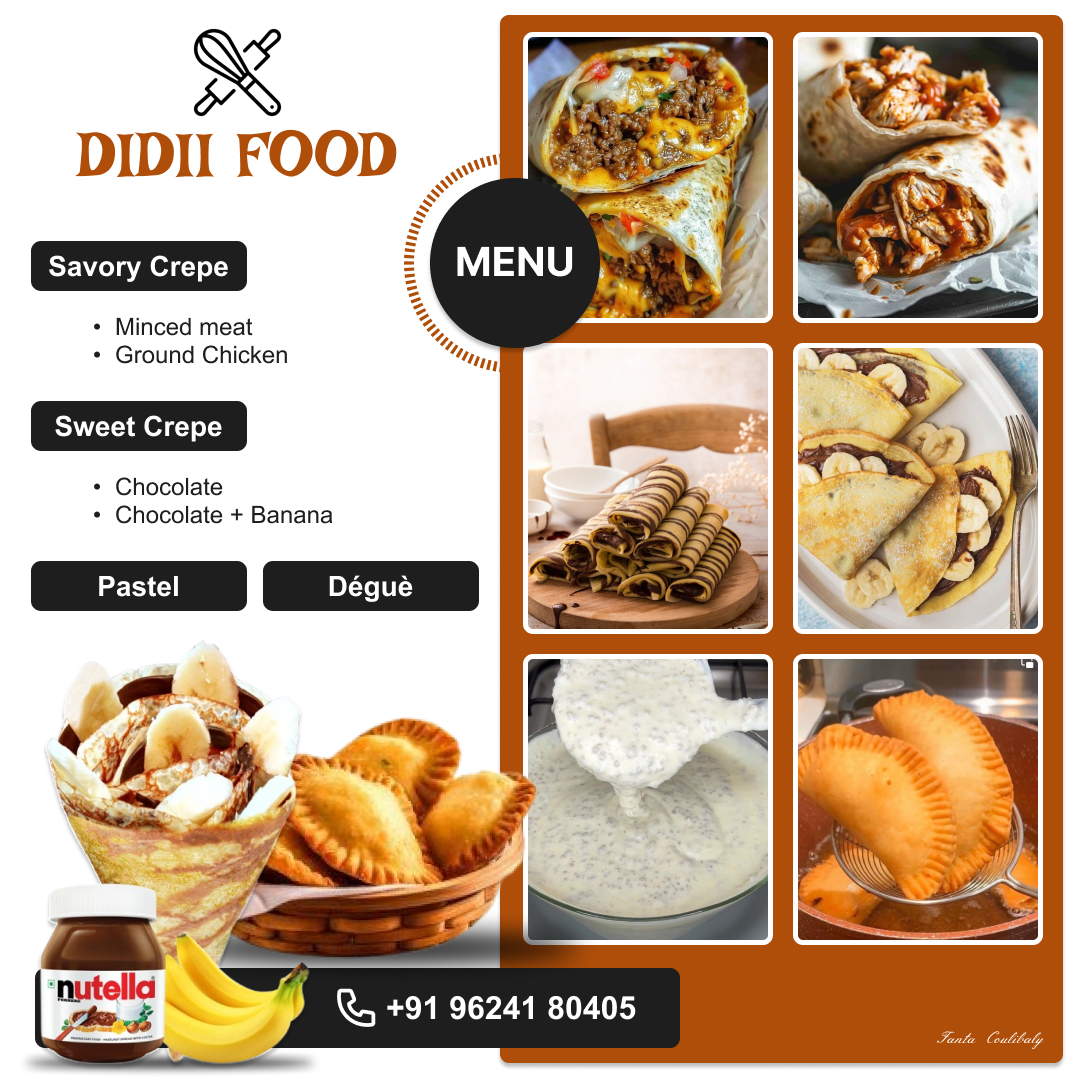 DIDII FOOD
MENU
Savory Crepe
• Minced meat
• Ground Chicken
Sweet Crepe
• Chocolate
• Chocolate + Banana
Pastel
Déguè
nutella
FERRERO
+91 96241 80405
Fanta Coulibaly